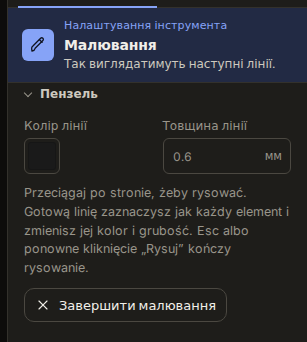 Налаштування інструмента
Малювання
Так виглядатимуть наступні лінії.
Пензель
Колір лінії
Товщина лінії
0.6
мм
Przeciągaj po stronie, żeby rysować.
Gotową linię zaznaczysz jak każdy element i
zmienisz jej kolor i grubość. Esc albo
ponowne kliknięcie „Rysuj” kończy
rysowanie.
Завершити малювання